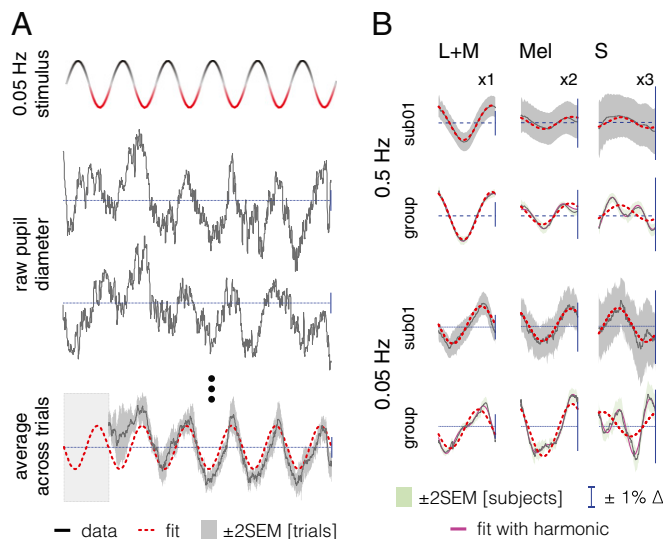 A
0.05 Hz
stimulus
raw pupil
diameter
average
across trials
data
fit
±2SEM [trials]
B
L+M
Mel
S
x1
x2
x3
0.5 Hz
sub01
group
0.05 Hz
sub01
group
±2SEM [subjects]
± 1% Δ
fit with harmonic